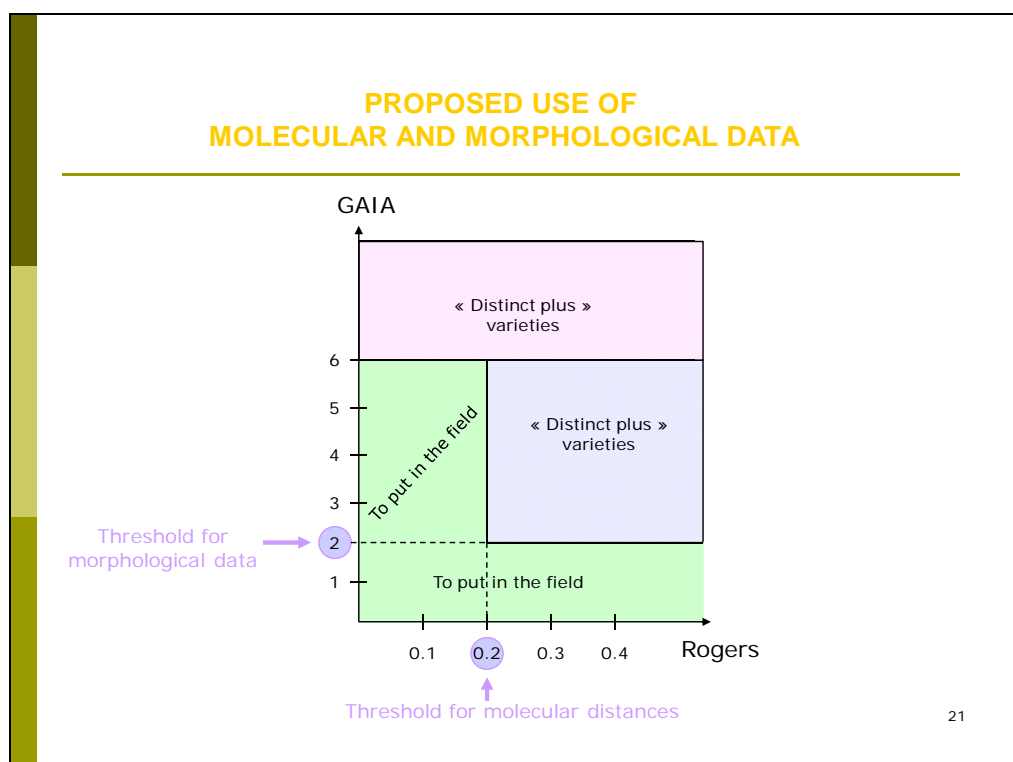 PROPOSED USE OF
MOLECULAR AND MORPHOLOGICAL DATA
GAIA
« Distinct plus »
varieties
6
5
4
3
2
1
« Distinct plus »
varieties
To put in the field
Threshold for
morphological data
To put in the field
0.1 0.2 0.3 0.4
Rogers
Threshold for molecular distances
21